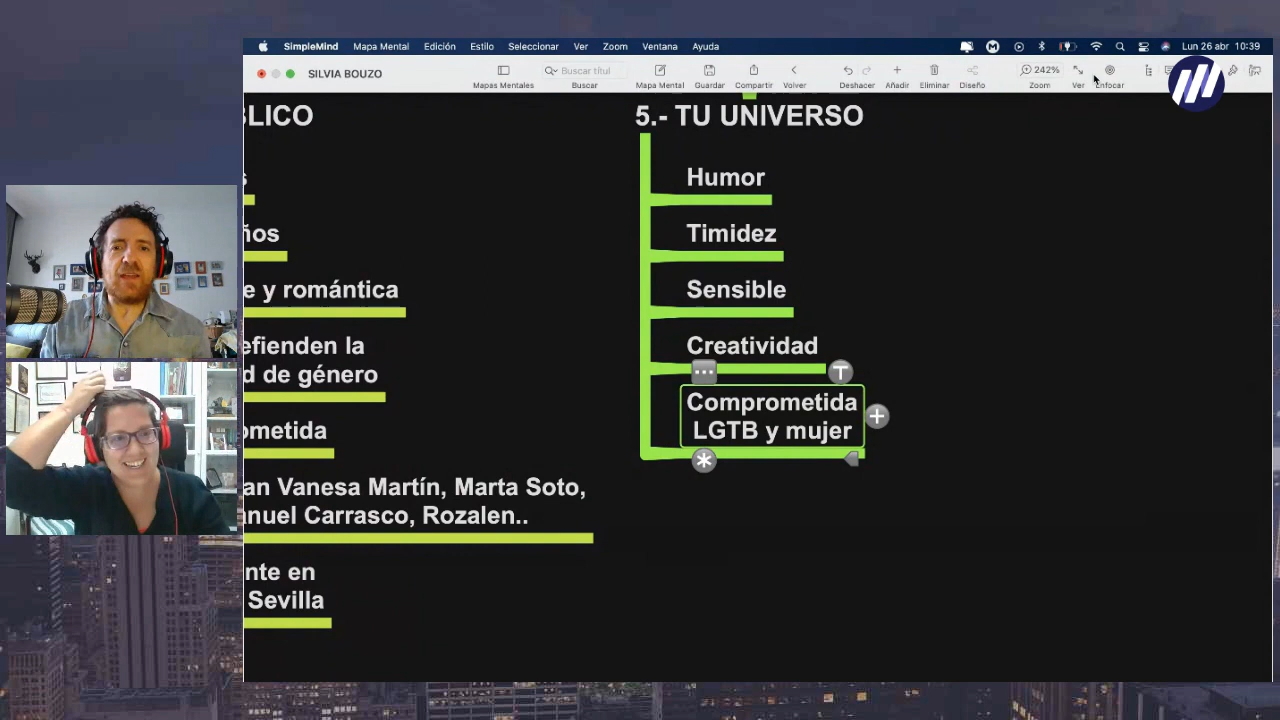 SimpleMind Mapa Mental Edición Estilo Seleccionar Ver Zoom Ventana Ayuda Lun 26 abr 10:39
SILVIA BOUZO
Buscar títul
242%
Mapas Mentales Buscar Mapa Mental Guardar Compartir Volver Deshacer Añadir Eliminar Diseño Zoom Ver Enfocar
BLICO
s
ños
e y romántica
efienden la
d de género
ometida
an Vanesa Martín, Marta Soto,
nuel Carrasco, Rozalen..
nte en
Sevilla
5.- TU UNIVERSO
Humor
Timidez
Sensible
Creatividad
T
Comprometida
LGTB y mujer